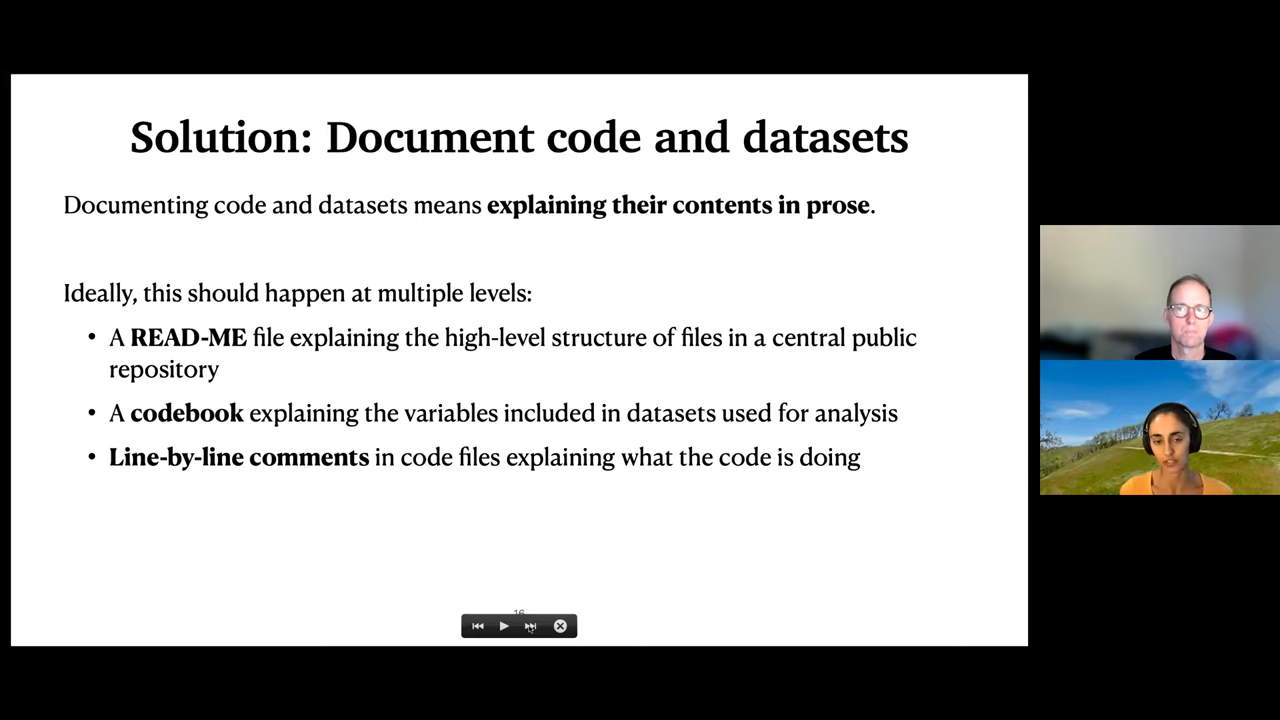 Solution: Document code and datasets
Documenting code and datasets means explaining their contents in prose.
Ideally, this should happen at multiple levels:
• A READ-ME file explaining the high-level structure of files in a central public
repository
• A codebook explaining the variables included in datasets used for analysis
• Line-by-line comments in code files explaining what the code is doing
16